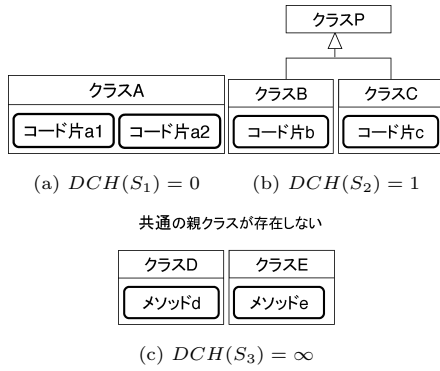 クラスP
クラスA
コード片a1
コード片a2
クラスB
コード片b
クラスC
コード片c
(a) DCH(S₁) = 0
(b) DCH(S₂) = 1
共通の親クラスが存在しない
クラスD
メソッドd
クラスE
メソッドe
(c) DCH(S₃) = ∞